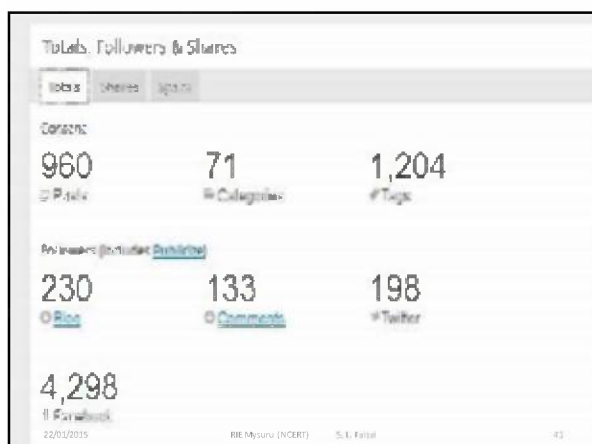 Totals, Followers & Shares
Totals Shares Spam
Content
960 71 1,204
Posts Categories Tags
Followers (includes Publicize)
230 133 198
Blog Comments Twitter
4,298
Facebook
22/01/2015 RIE Mysuru (NCERT) S.L. Faisal